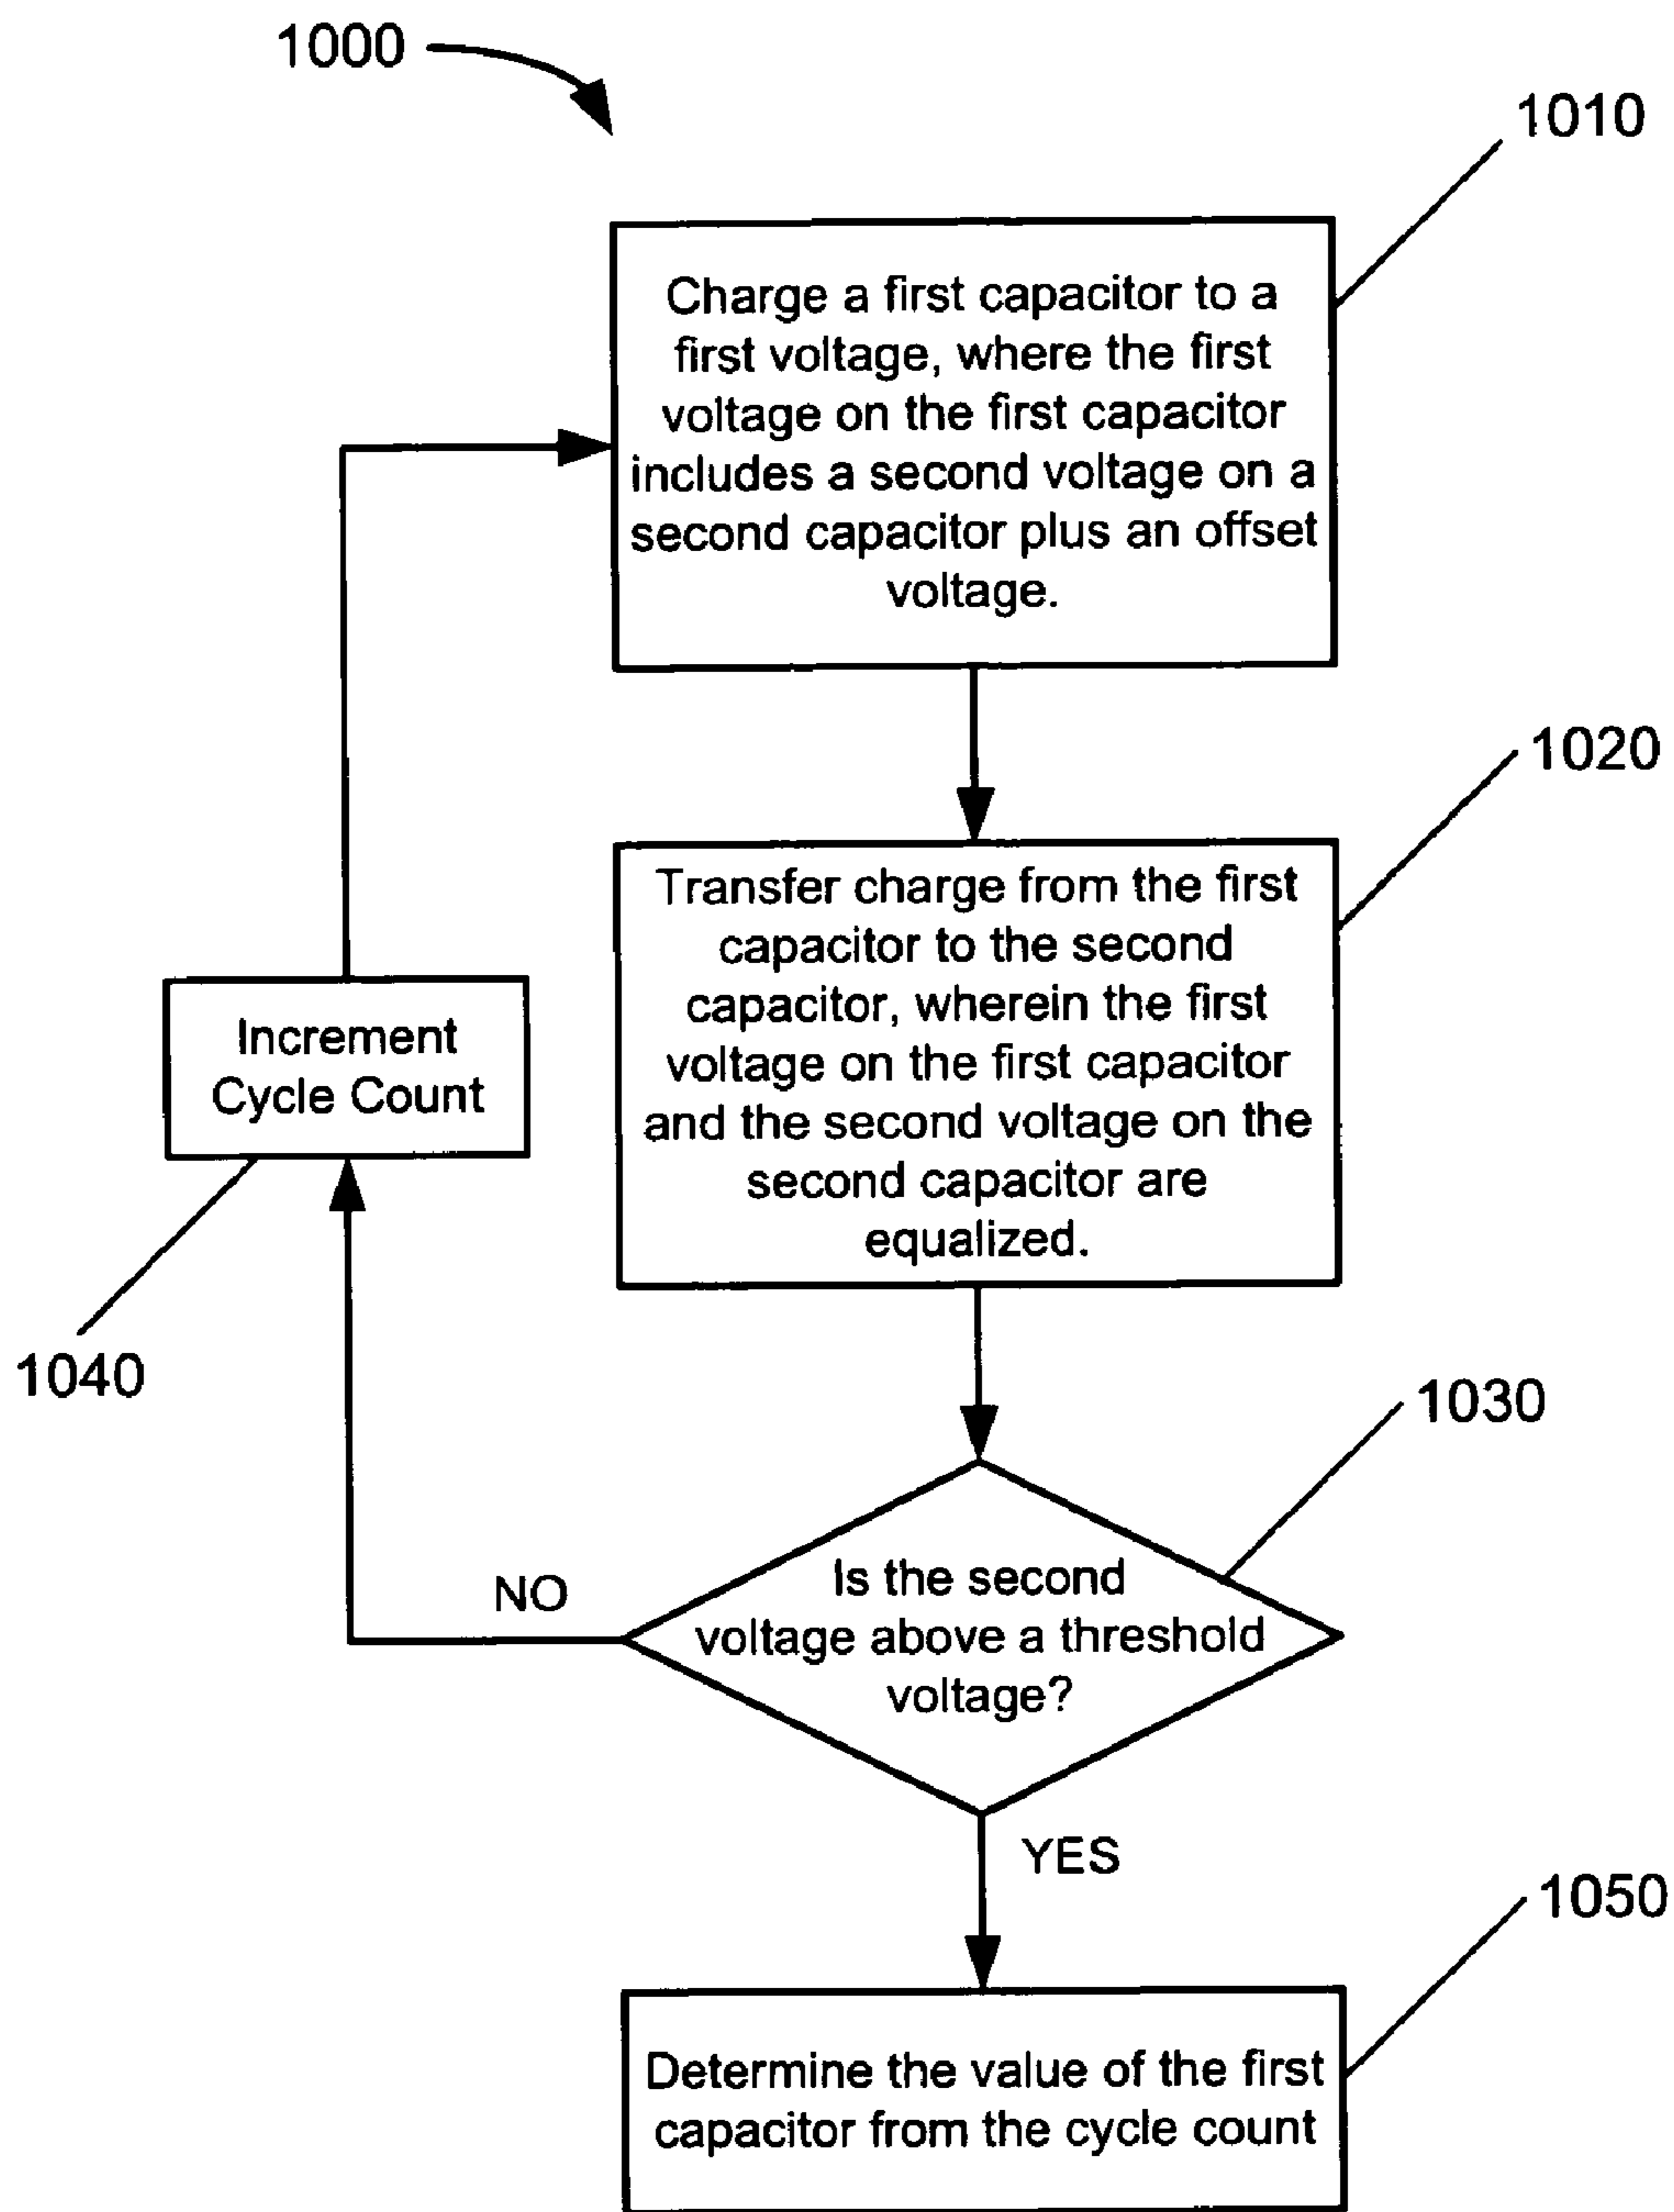 1000
1010
Charge a first capacitor to a
first voltage, where the first
voltage on the first capacitor
includes a second voltage on a
second capacitor plus an offset
voltage.
1020
Transfer charge from the first
capacitor to the second
capacitor, wherein the first
voltage on the first capacitor
and the second voltage on the
second capacitor are
equalized.
Increment
Cycle Count
1040
1030
Is the second
voltage above a threshold
voltage?
NO
YES
1050
Determine the value of the first
capacitor from the cycle count